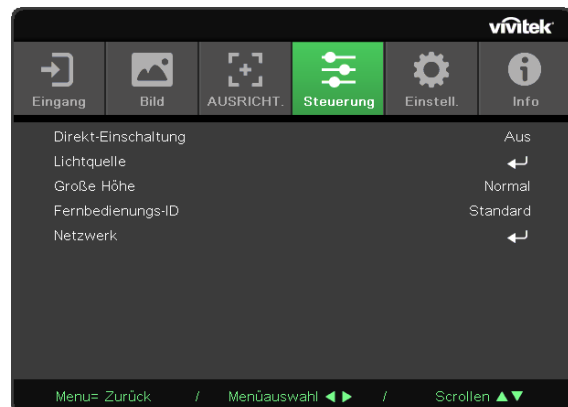 vivitek
Eingang Bild AUSRICHT. Steuerung Einstell. Info
Direkt-Einschaltung Aus
Lichtquelle
Große Höhe Normal
Fernbedienungs-ID Standard
Netzwerk
Menu= Zurück / Menüauswahl ◀ ▶ / Scrollen ▲▼